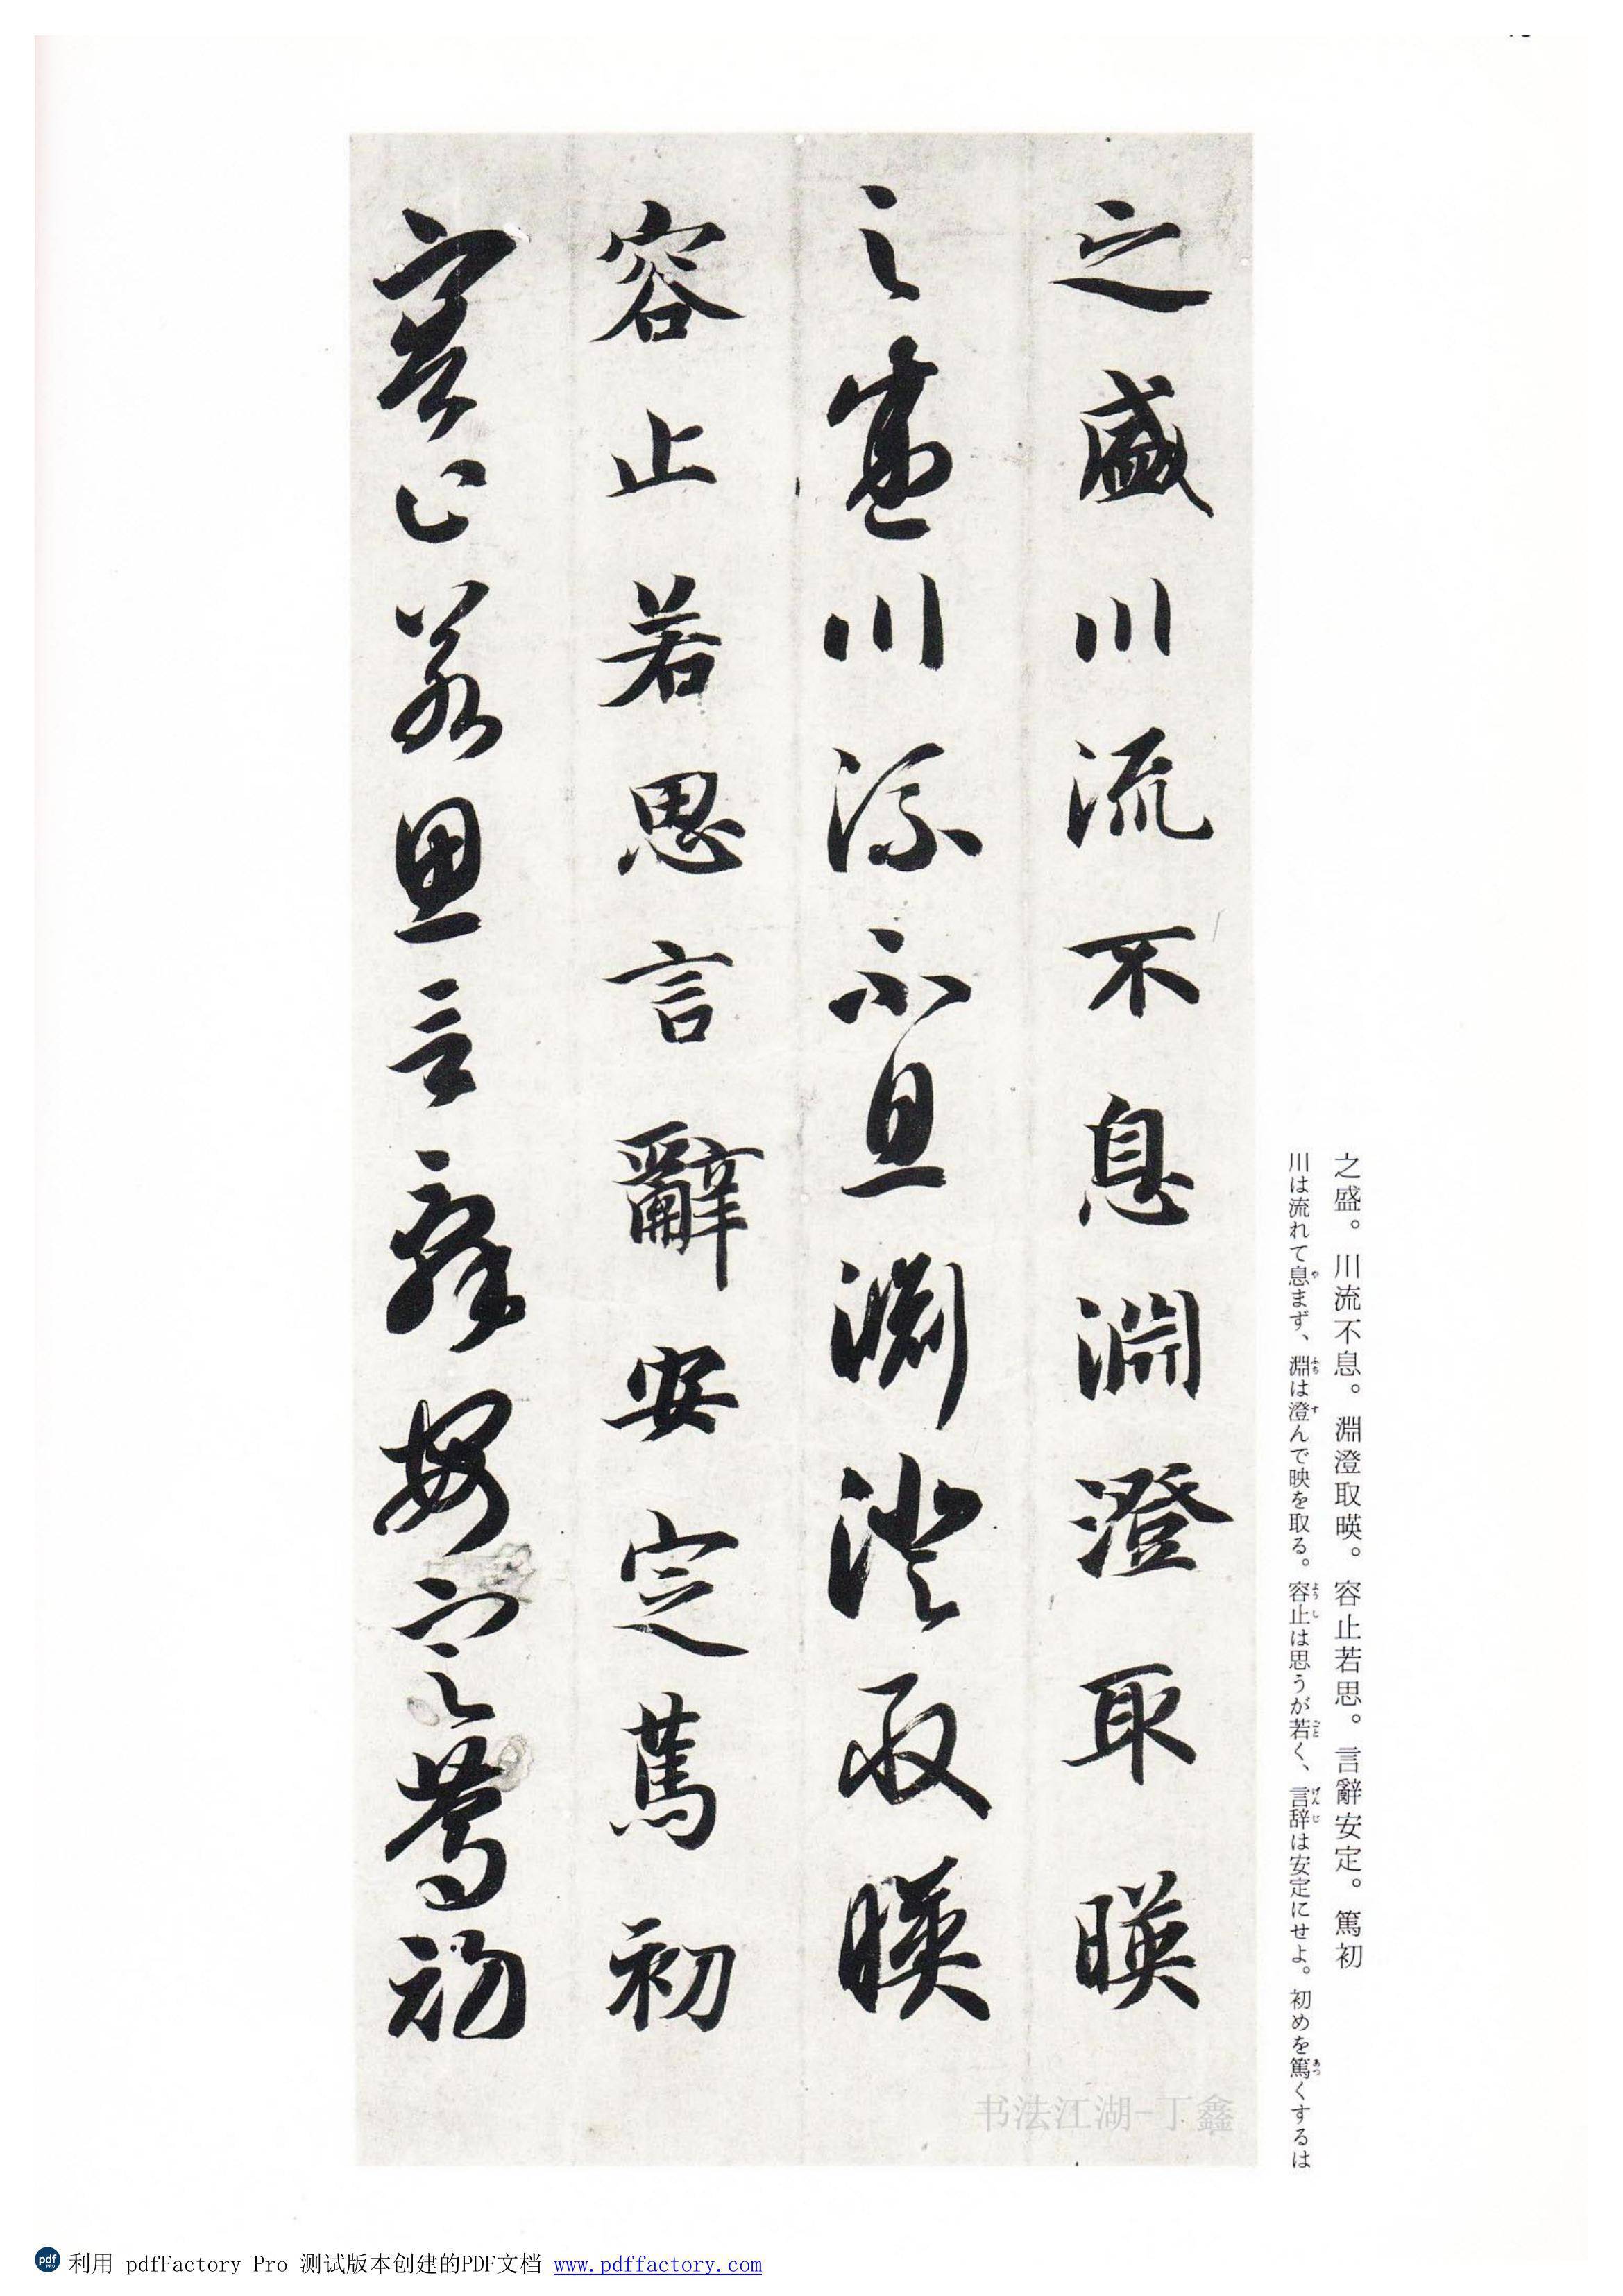 之盛。川流不息。淵澄取暎。容止若思。言辭安定。篤初
川は流れて息まず、淵は澄んで映を取る。容止は思うが若く、言辞は安定にせよ。初めを篤くするは
之盛川流不息淵澄取暎
之盛川流不息淵澄取暎
容止若思言辭安定篤初
容止若思言辭安定篤初
书法江湖-丁鑫
利用 pdfFactory Pro 测试版本创建的PDF文档 www.pdffactory.com